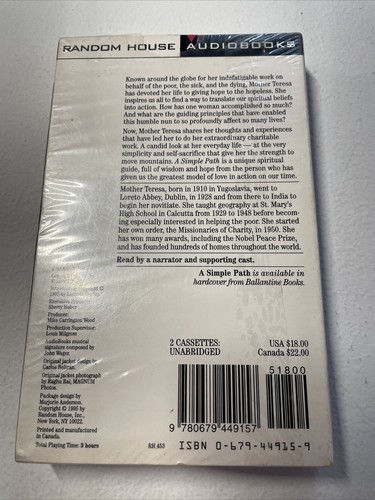 RANDOM HOUSE AUDIOBOOKS
Known around the globe for her indefatigable work on
behalf of the poor, the sick, and the dying, Mother Teresa
has devoted her life to giving hope to the hopeless. She
inspires us all to find a way to translate our spiritual beliefs
into action. How has one woman accomplished so much?
And what are the guiding principles that have enabled
this humble nun to so profoundly affect so many lives?
Now, Mother Teresa shares her thoughts and experiences
that have led her to do her extraordinary charitable
work. A candid look at her everyday life — at the very
simplicity and self-sacrifice that give her the strength to
move mountains. A Simple Path is a unique spiritual
guide, full of wisdom and hope from the person who has
given us the greatest model of love in action on our time.
Mother Teresa, born in 1910 in Yugoslavia, went to
Loreto Abbey, Dublin, in 1928 and from there to India to
begin her novitiate. She taught geography at St. Mary's
High School in Calcutta from 1929 to 1948 before becom-
ing especially interested in helping the poor. She started
her own order, the Missionaries of Charity, in 1950. She
has won many awards, including the Nobel Peace Prize,
and has founded hundreds of homes throughout the world.
Read by a narrator and supporting cast.
A Simple Path is available in
hardcover from Ballantine Books.
Producer:
Mike Carrington Wood
Production Supervisor:
Louis Milgrom
AudioBooks musical
signature composed by
John Wager.
Original jacket design by
Carlos Beltrán.
Original jacket photograph
by Raghu Rai, MAGNUM
Photos.
Package design by
Marjorie Anderson.
Copyright © 1995 by
Random House, Inc.,
New York, NY 10022.
Printed and manufactured
in Canada.
Total Playing Time: 3 hours
RH 453
2 CASSETTES:
UNABRIDGED
USA $18.00
Canada $22.00
51800
9 780679 449157
ISBN 0-679-44915-9